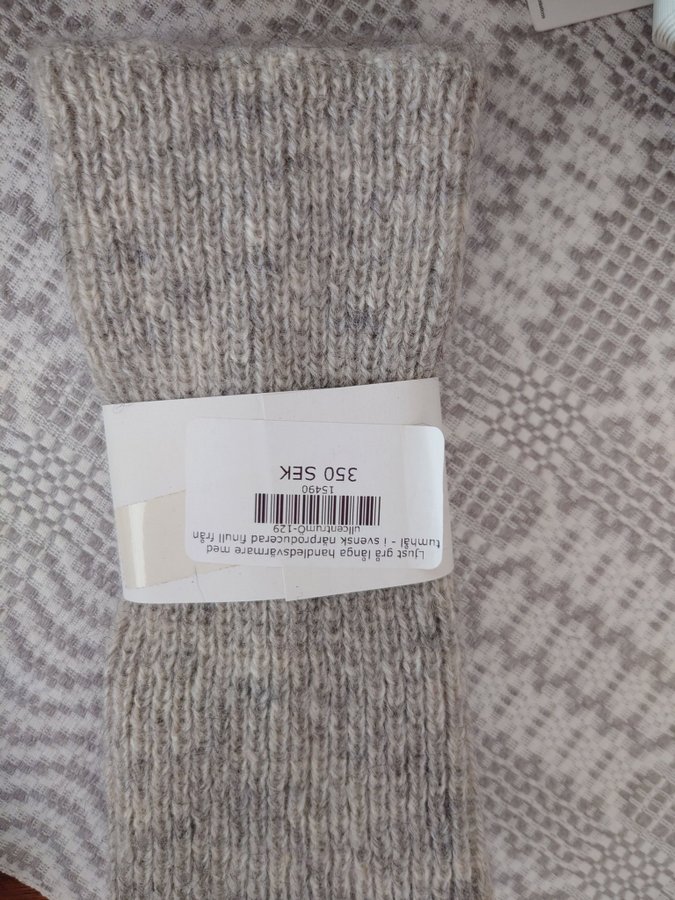 Ljust grå långa handledsvärmare med
tumhål - i svensk närproducerad finull från
ullcentrumÖ-129
15490
350 SEK